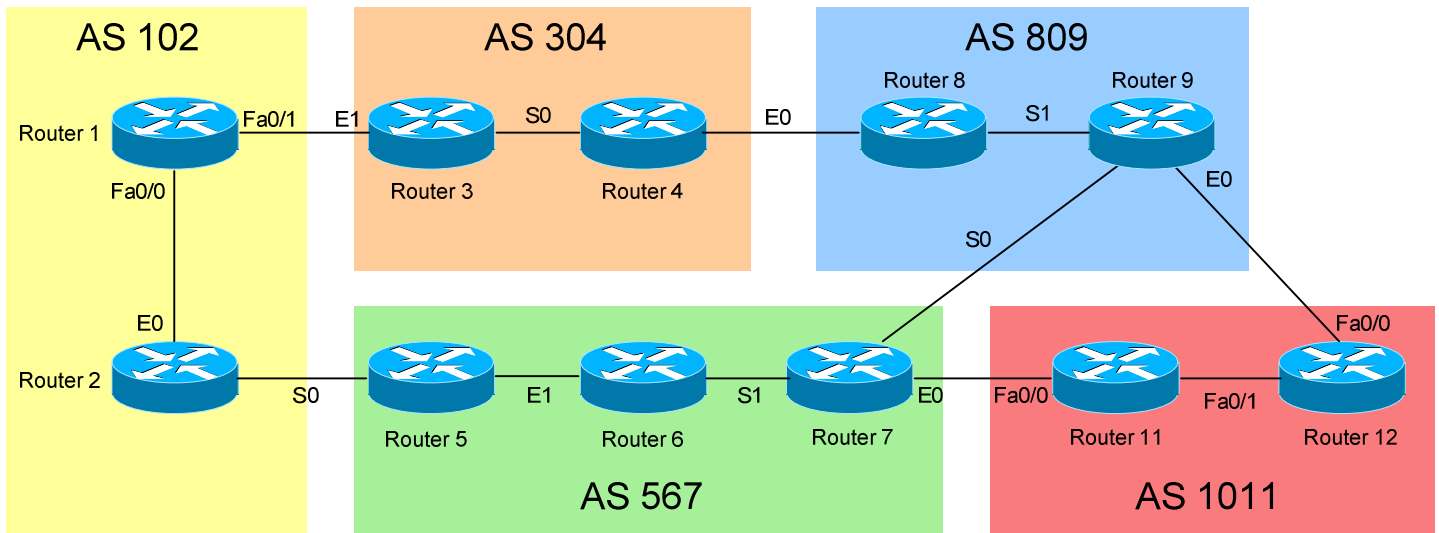 AS 102
AS 304
AS 809
Router 8
Router 9
Router 1
Fa0/1
E1
S0
E0
S1
Fa0/0
Router 3
Router 4
E0
S0
E0
Fa0/0
Router 2
S0
E1
S1
E0
Fa0/0
Fa0/1
Router 5
Router 6
Router 7
Router 11
Router 12
AS 567
AS 1011